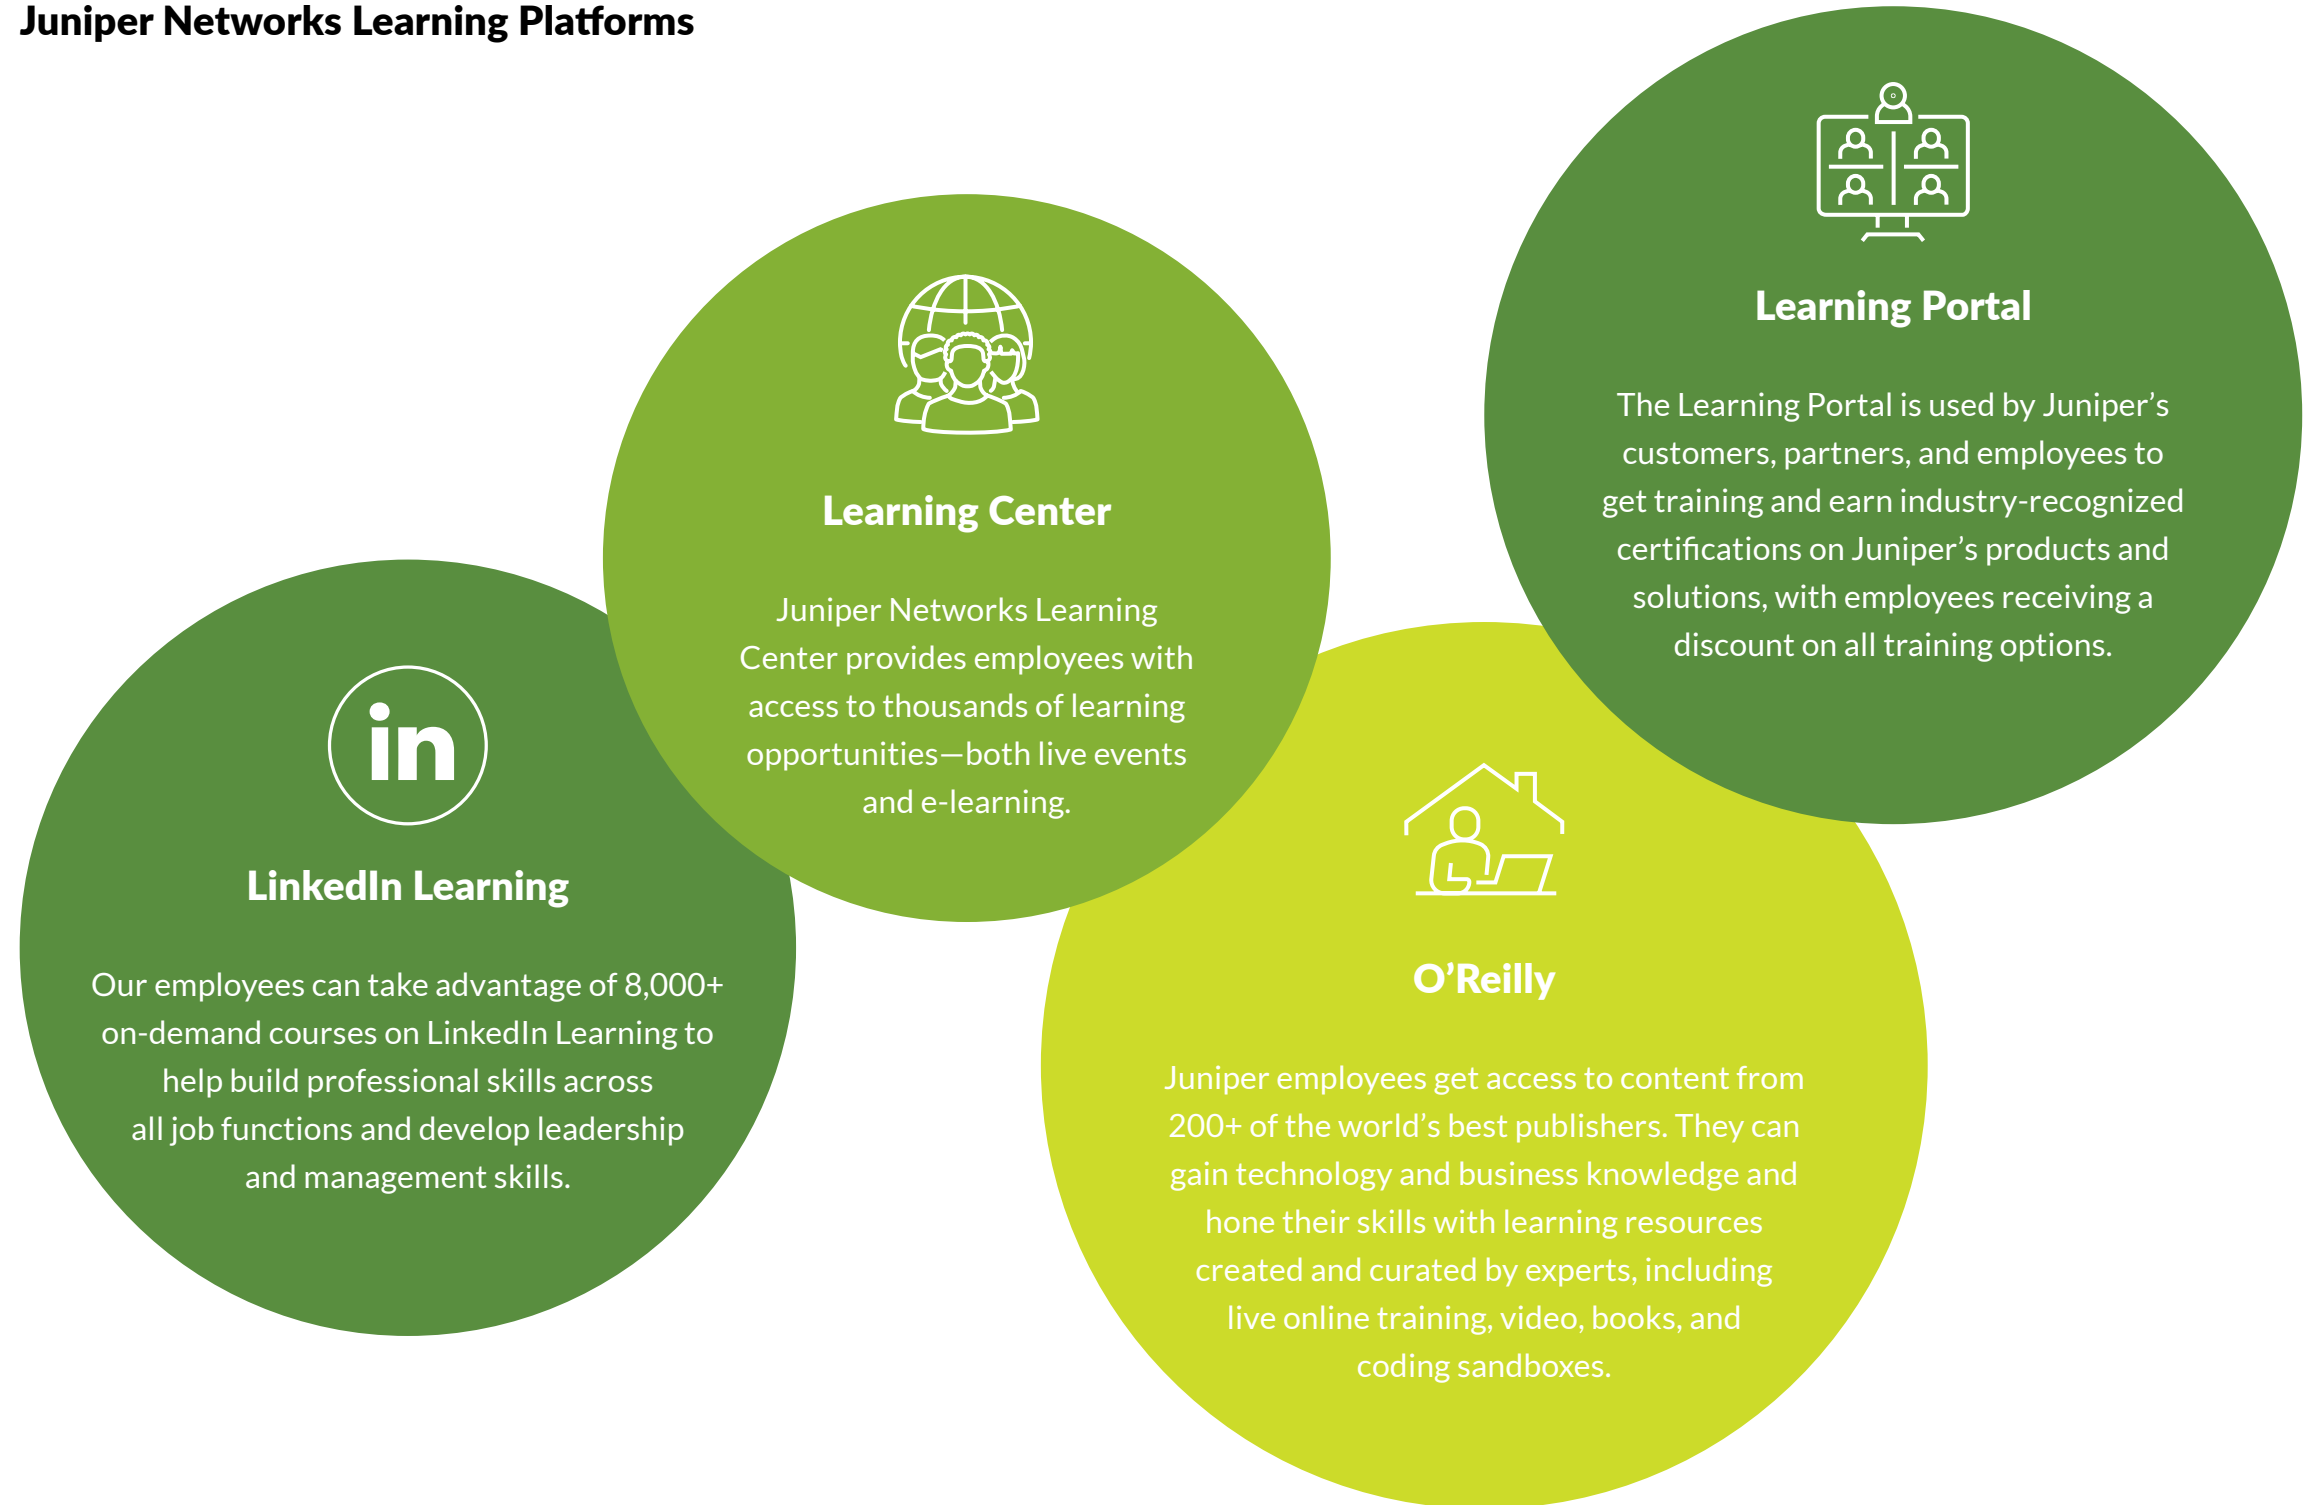 Juniper Networks Learning Platforms
in
LinkedIn Learning
Our employees can take advantage of 8,000+
on-demand courses on LinkedIn Learning to
help build professional skills across
all job functions and develop leadership
and management skills.
Learning Center
Juniper Networks Learning
Center provides employees with
access to thousands of learning
opportunities—both live events
and e-learning.
O’Reilly
Juniper employees get access to content from
200+ of the world’s best publishers. They can
gain technology and business knowledge and
hone their skills with learning resources
created and curated by experts, including
live online training, video, books, and
coding sandboxes.
Learning Portal
The Learning Portal is used by Juniper’s
customers, partners, and employees to
get training and earn industry-recognized
certifications on Juniper’s products and
solutions, with employees receiving a
discount on all training options.